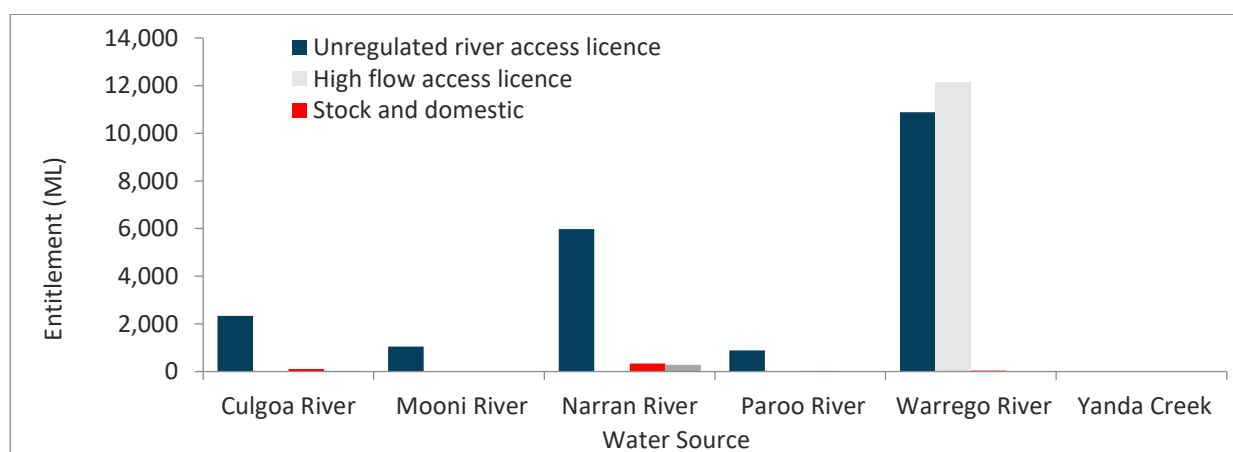 14,000
12,000
10,000
8,000
6,000
4,000
2,000
0
Entitlement (ML)
Unregulated river access licence
High flow access licence
Stock and domestic
Culgoa River Mooni River Narran River Paroo River Warrego River Yanda Creek
Water Source